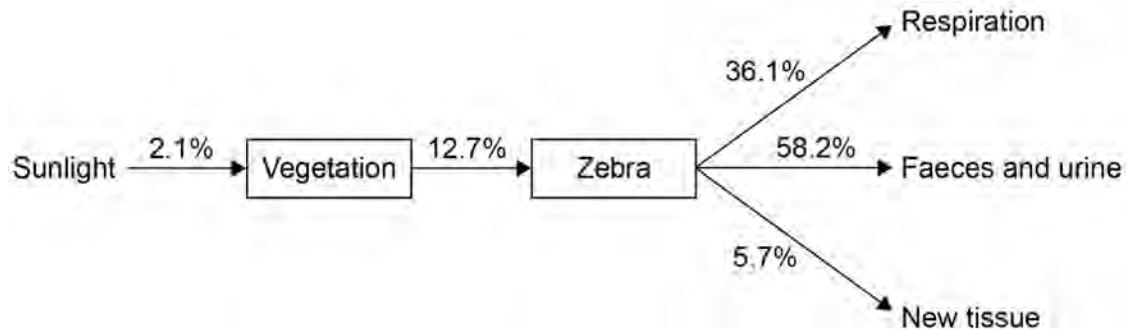 Respiration
36.1%
Sunlight 2.1% Vegetation 12.7% Zebra 58.2% Faeces and urine
5.7%
New tissue